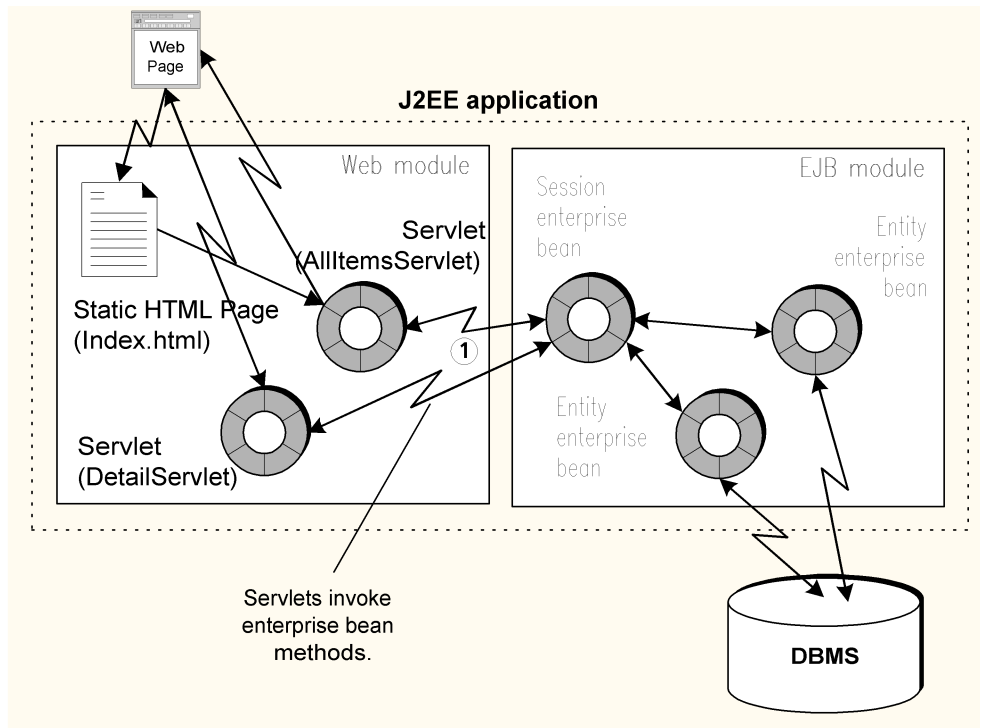 Web
Page
J2EE application
Web module
EJB module
Session
enterprise
bean
Entity
enterprise
bean
Servlet
(AllItemsServlet)
Static HTML Page
(Index.html)
1
Entity
enterprise
bean
Servlet
(DetailServlet)
Servlets invoke
enterprise bean
methods.
DBMS